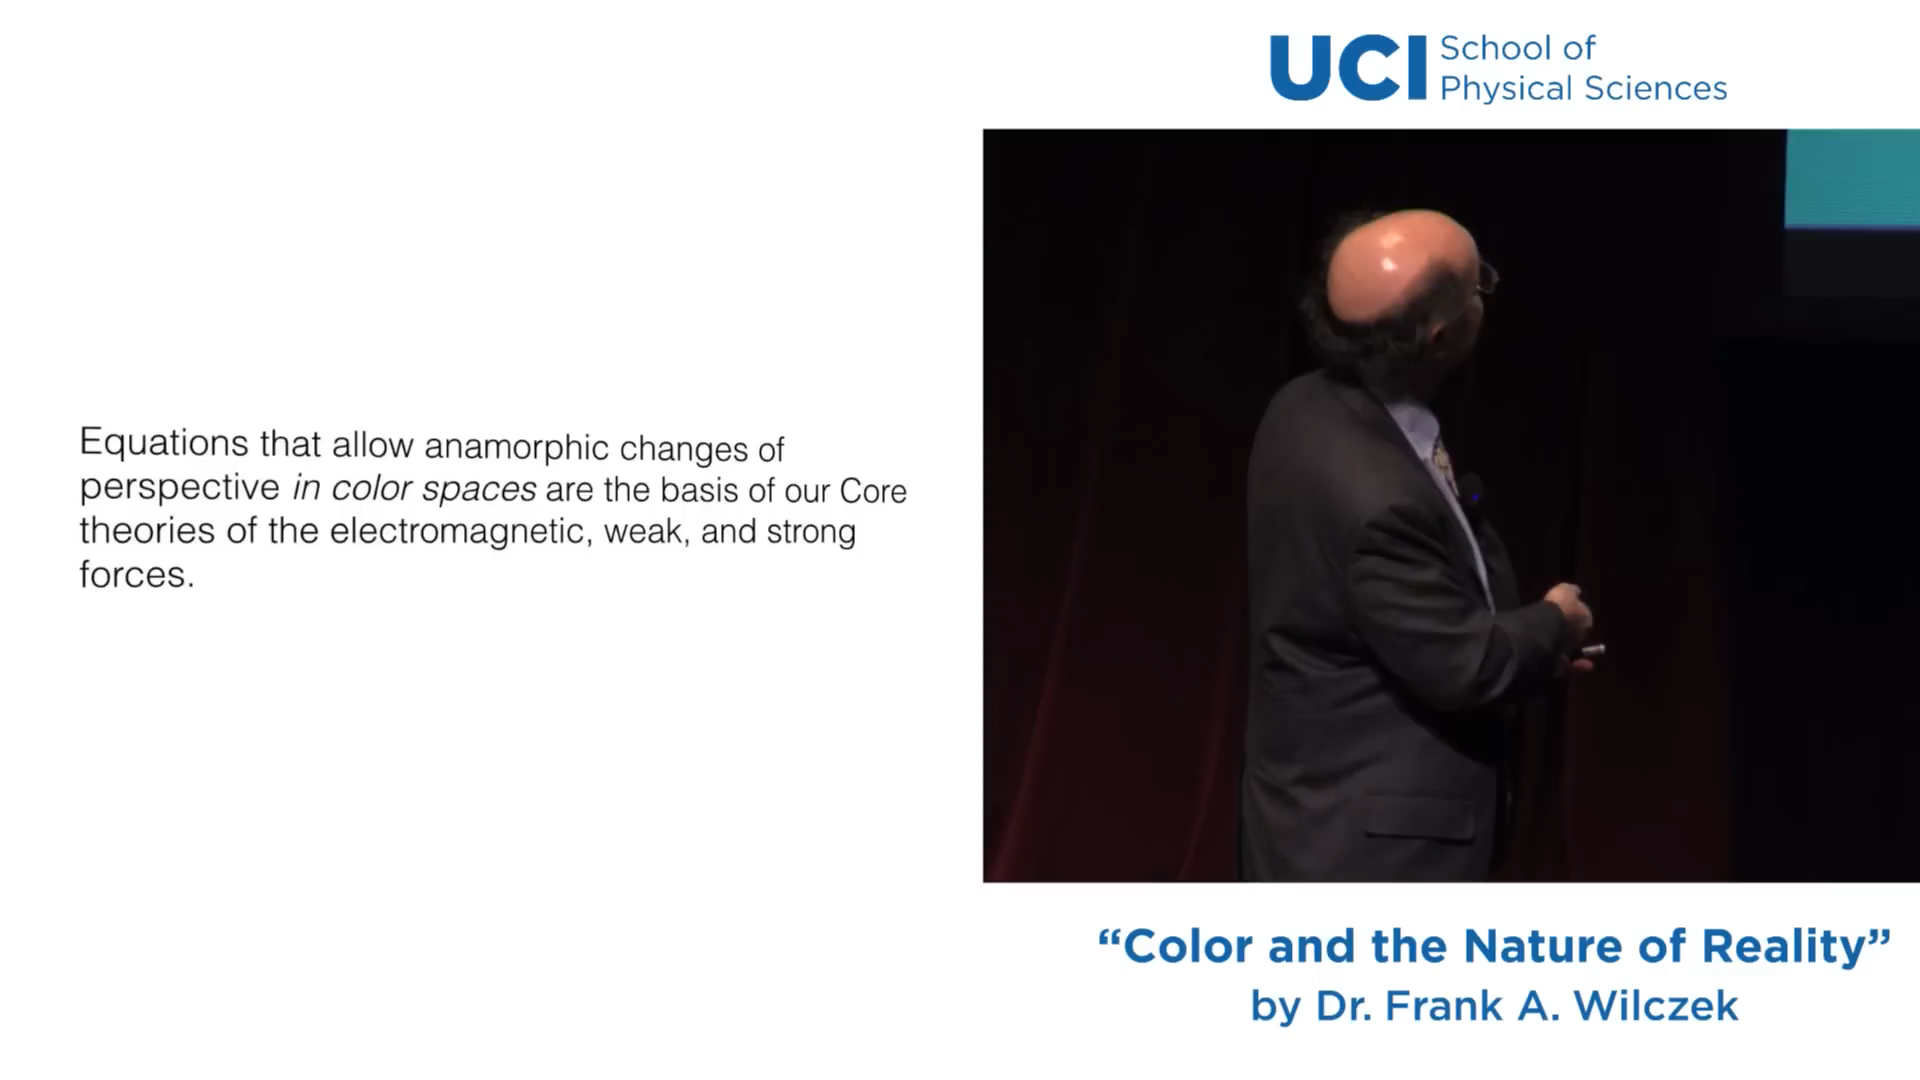 UCI School of
Physical Sciences
Equations that allow anamorphic changes of
perspective in color spaces are the basis of our Core
theories of the electromagnetic, weak, and strong
forces.
“Color and the Nature of Reality”
by Dr. Frank A. Wilczek